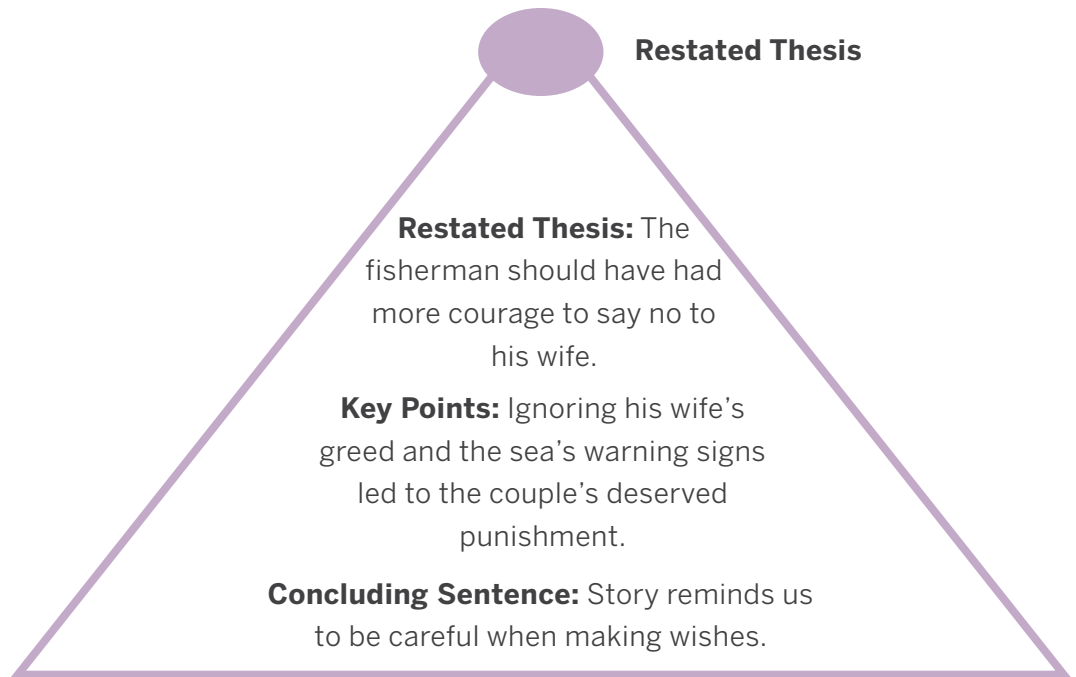 Restated Thesis
Restated Thesis: The
fisherman should have had
more courage to say no to
his wife.
Key Points: Ignoring his wife’s
greed and the sea’s warning signs
led to the couple’s deserved
punishment.
Concluding Sentence: Story reminds us
to be careful when making wishes.